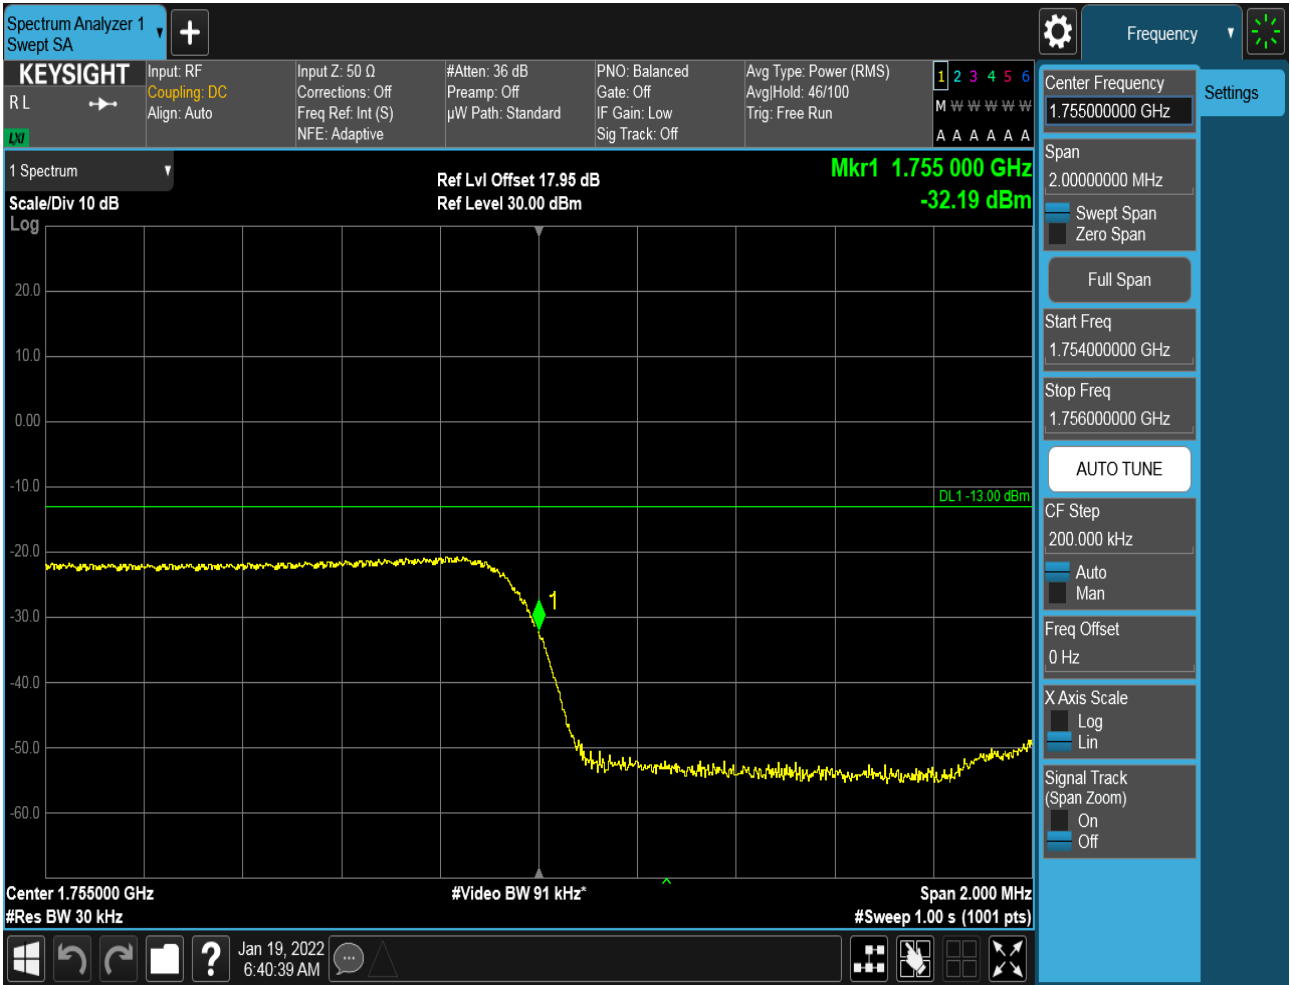 Spectrum Analyzer 1
Swept SA
Frequency
KEYSIGHT
R L
LXI
Input: RF
Coupling: DC
Align: Auto
Input Z: 50 Ω
Corrections: Off
Freq Ref: Int (S)
NFE: Adaptive
#Atten: 36 dB
Preamp: Off
µW Path: Standard
PNO: Balanced
Gate: Off
IF Gain: Low
Sig Track: Off
Avg Type: Power (RMS)
Avg|Hold: 46/100
Trig: Free Run
1 2 3 4 5 6
M W W W W W
A A A A A A
1 Spectrum
Scale/Div 10 dB
Log
Ref Lvl Offset 17.95 dB
Ref Level 30.00 dBm
Mkr1 1.755 000 GHz
-32.19 dBm
20.0
10.0
0.00
-10.0
DL1 -13.00 dBm
-20.0
1
-30.0
-40.0
-50.0
-60.0
Center 1.755000 GHz
#Res BW 30 kHz
#Video BW 91 kHz*
Span 2.000 MHz
#Sweep 1.00 s (1001 pts)
Center Frequency
1.755000000 GHz
Settings
Span
2.00000000 MHz
Swept Span
Zero Span
Full Span
Start Freq
1.754000000 GHz
Stop Freq
1.756000000 GHz
AUTO TUNE
CF Step
200.000 kHz
Auto
Man
Freq Offset
0 Hz
X Axis Scale
Log
Lin
Signal Track
(Span Zoom)
On
Off
?
Jan 19, 2022
6:40:39 AM